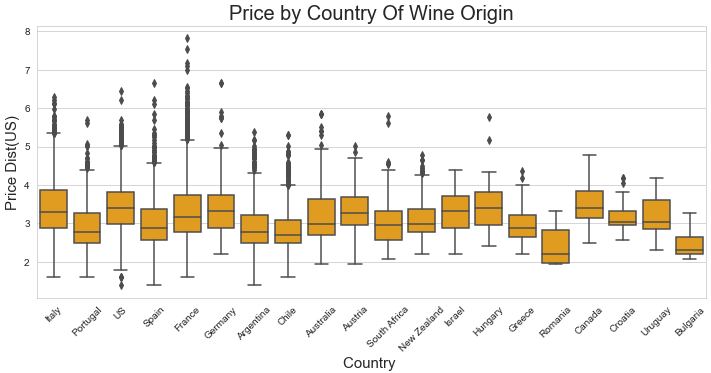 Price by Country Of Wine Origin
8
7
6
5
4
3
2
Price Dist(US)
Italy
Portugal
US
Spain
France
Germany
Argentina
Chile
Australia
Austria
South Africa
New Zealand
Israel
Hungary
Greece
Romania
Canada
Croatia
Uruguay
Bulgaria
Country